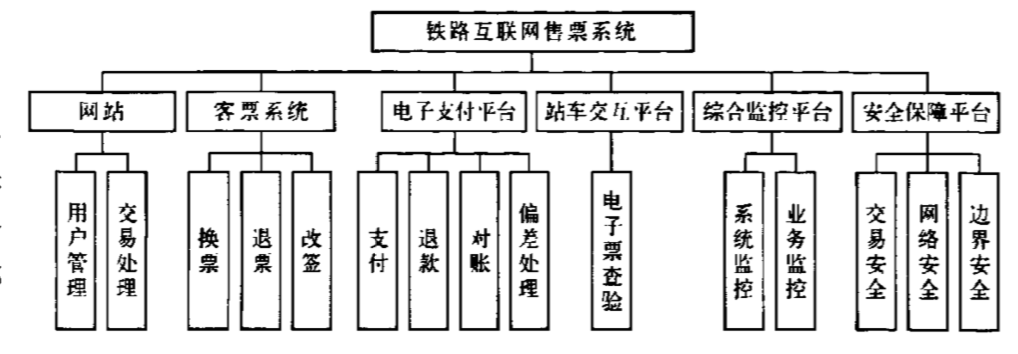 铁路互联网售票系统
网站
客票系统
电子支付平台
站车交互平台
综合监控平台
安全保障平台
用户管理
交易处理
换票
退票
改签
支付
退款
对账
偏差处理
电子票查验
系统监控
业务监控
交易安全
网络安全
边界安全